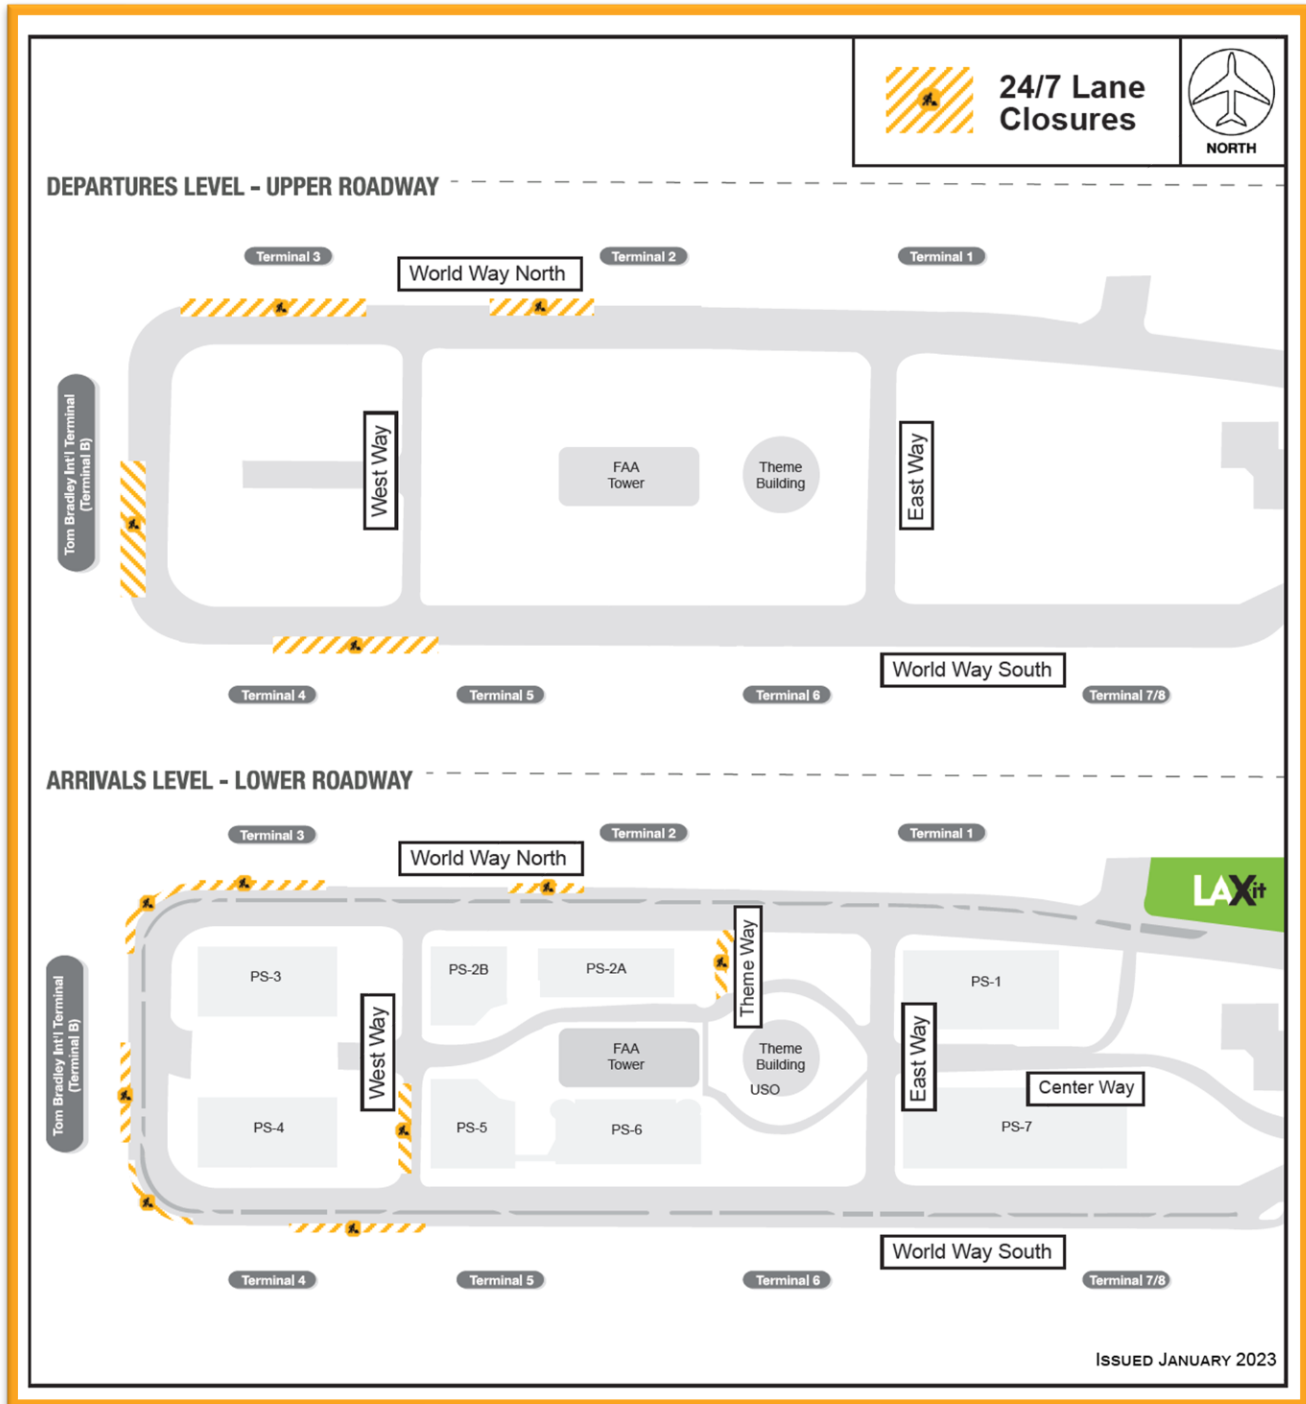 24/7 Lane
Closures
NORTH
DEPARTURES LEVEL - UPPER ROADWAY
Terminal 3
Terminal 2
Terminal 1
World Way North
Tom Bradley Int'l Terminal
(Terminal B)
West Way
FAA
Tower
Theme
Building
East Way
World Way South
Terminal 4
Terminal 5
Terminal 6
Terminal 7/8
ARRIVALS LEVEL - LOWER ROADWAY
Terminal 3
Terminal 2
Terminal 1
World Way North
LAXit
Theme Way
PS-3
PS-2B
PS-2A
PS-1
Tom Bradley Int'l Terminal
(Terminal B)
West Way
FAA
Tower
Theme
Building
USO
East Way
Center Way
PS-4
PS-5
PS-6
PS-7
World Way South
Terminal 4
Terminal 5
Terminal 6
Terminal 7/8
ISSUED JANUARY 2023